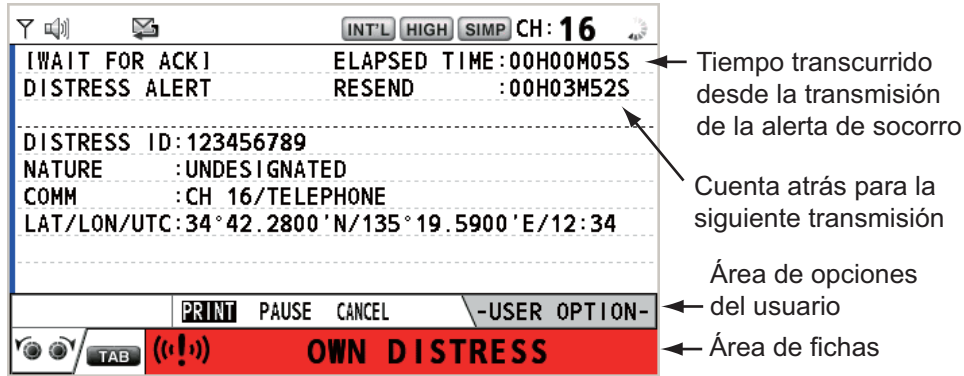 INT'L HIGH SIMP CH:16
[WAIT FOR ACK] ELAPSED TIME:00H00M05S
DISTRESS ALERT RESEND :00H03M52S
DISTRESS ID:123456789
NATURE :UNDESIGNATED
COMM :CH 16/TELEPHONE
LAT/LON/UTC:34°42.2800'N/135°19.5900'E/12:34
PRINT PAUSE CANCEL -USER OPTION-
TAB OWN DISTRESS
Tiempo transcurrido
desde la transmisión
de la alerta de socorro
Cuenta atrás para la
siguiente transmisión
Área de opciones
del usuario
Área de fichas